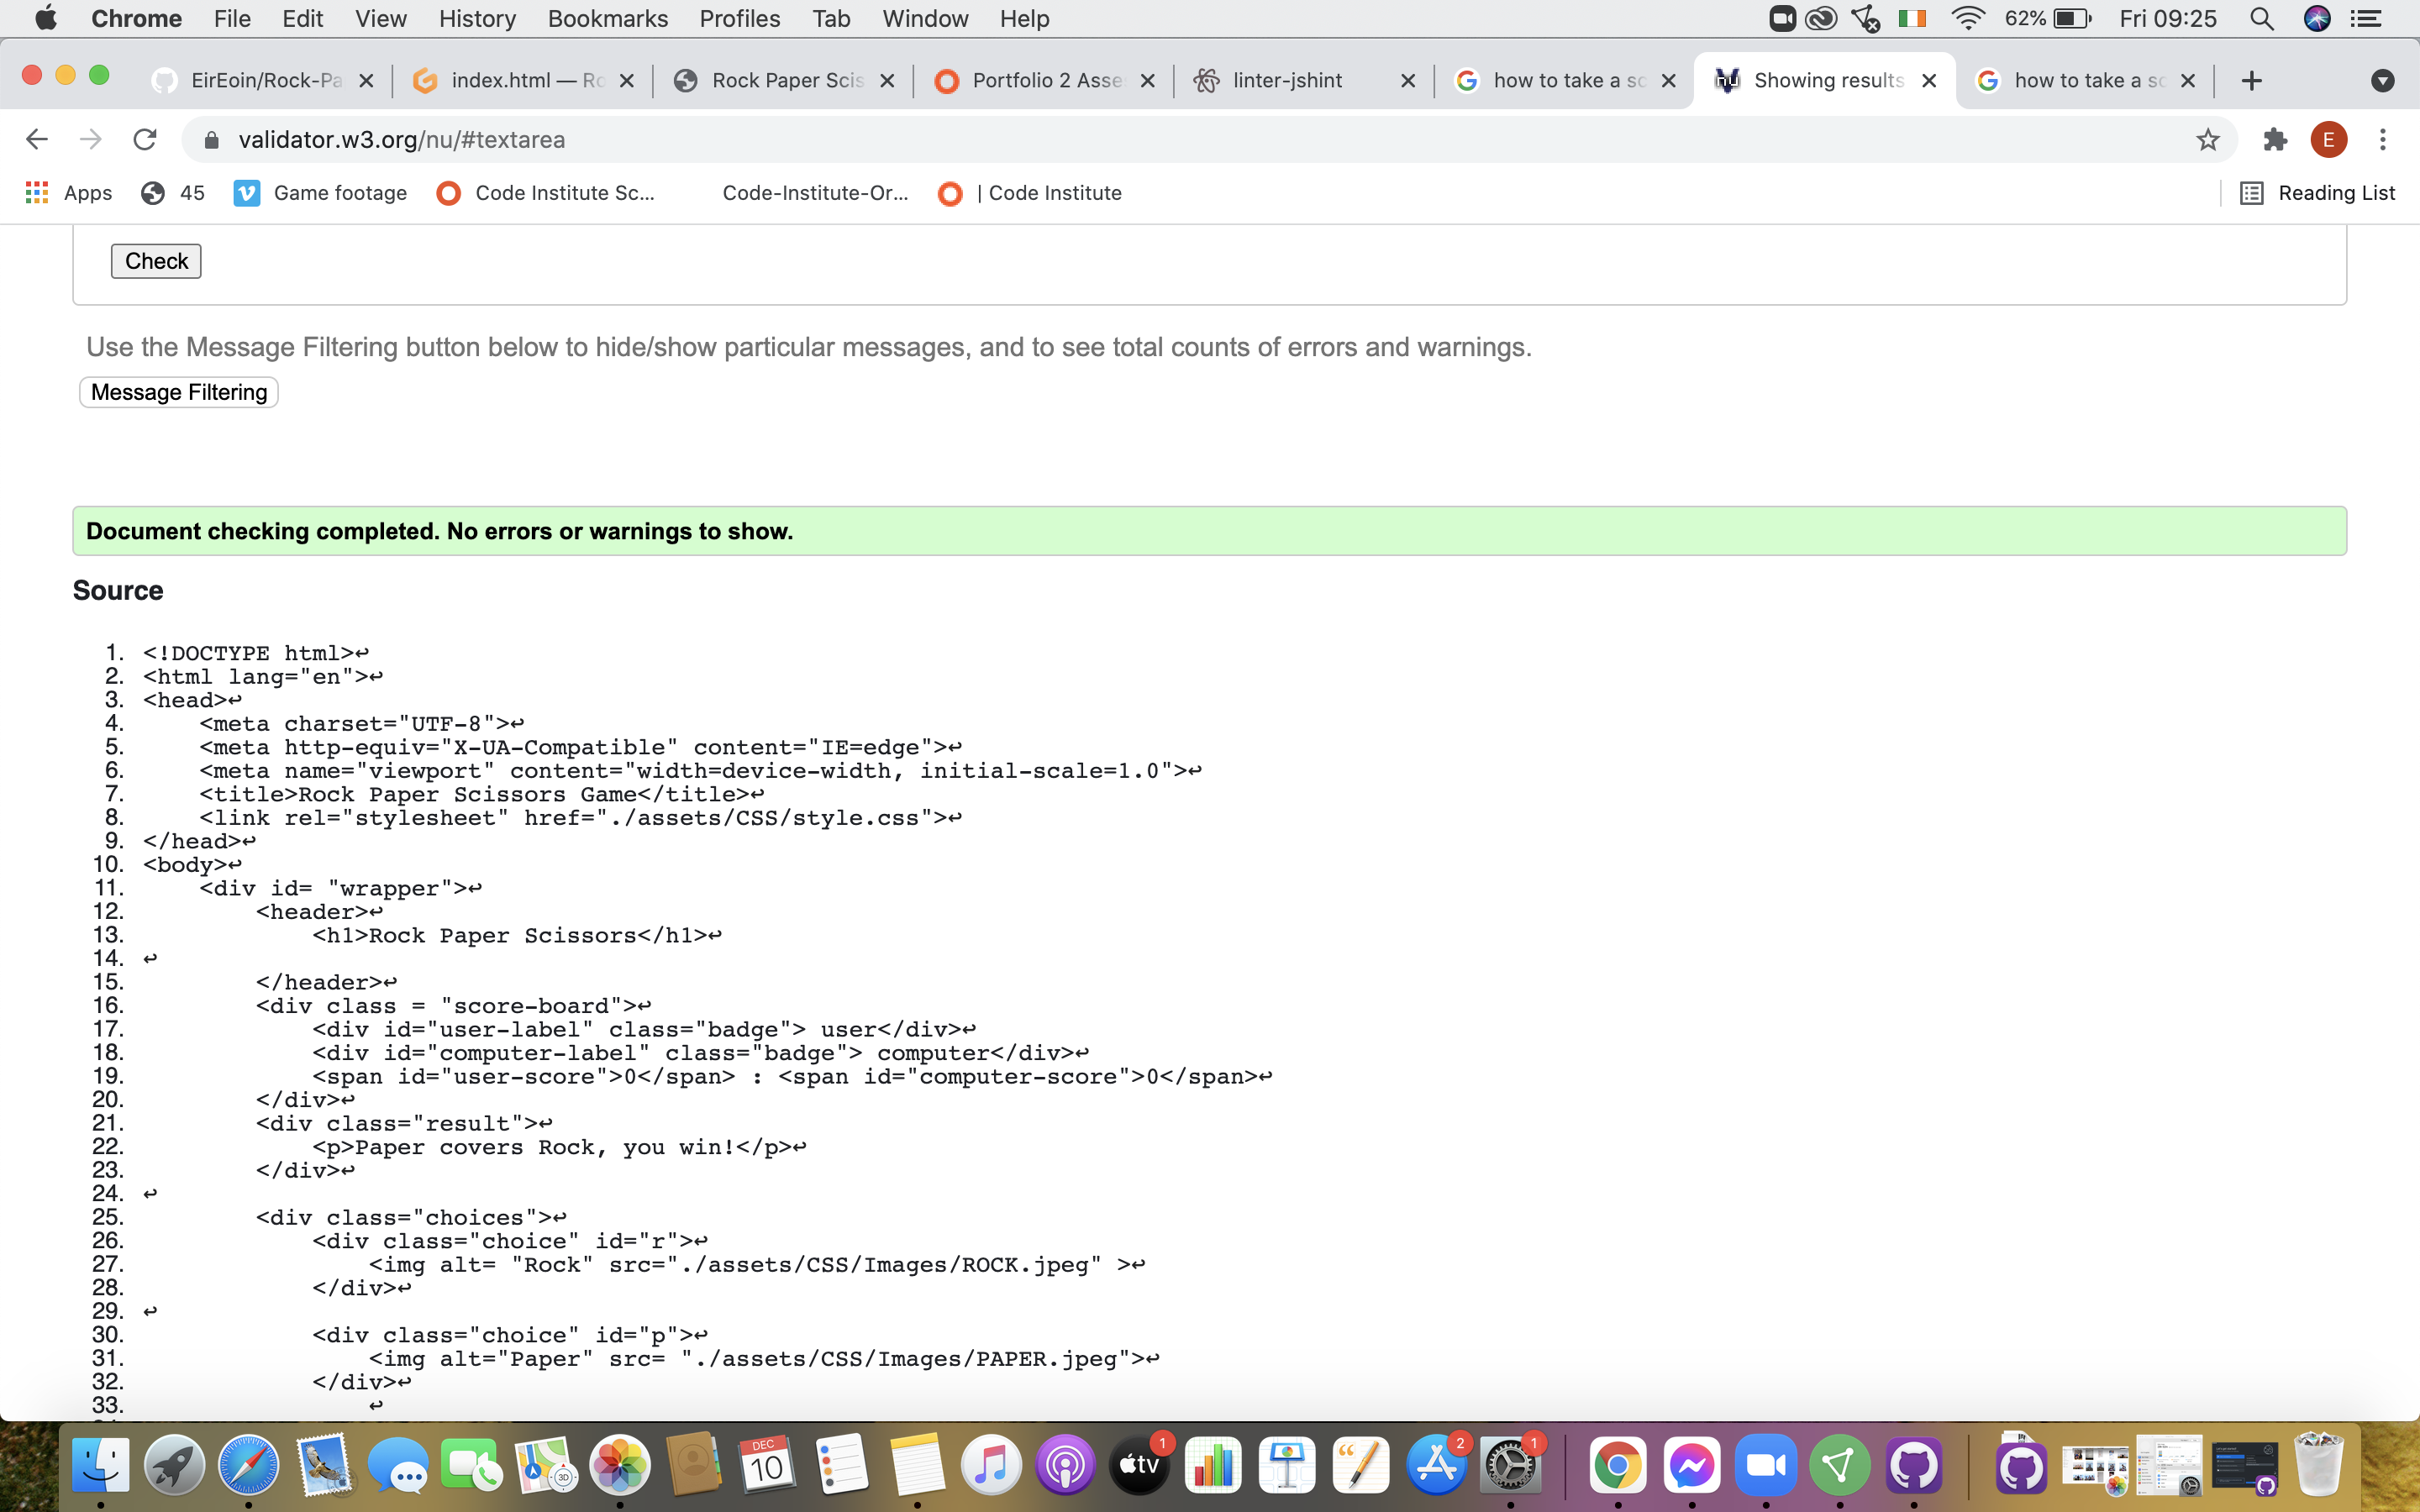 Chrome File Edit View History Bookmarks Profiles Tab Window Help 62% Fri 09:25
EirEoin/Rock-Pa index.html — Ro Rock Paper Scis Portfolio 2 Asse linter-jshint how to take a sc Showing results how to take a sc
validator.w3.org/nu/#textarea E
Apps 45 Game footage Code Institute Sc... Code-Institute-Or... | Code Institute Reading List
Check
Use the Message Filtering button below to hide/show particular messages, and to see total counts of errors and warnings.
Message Filtering
Document checking completed. No errors or warnings to show.
Source
1. <!DOCTYPE html>↩
2. <html lang="en">↩
3. <head>↩
4. <meta charset="UTF-8">↩
5. <meta http-equiv="X-UA-Compatible" content="IE=edge">↩
6. <meta name="viewport" content="width=device-width, initial-scale=1.0">↩
7. <title>Rock Paper Scissors Game</title>↩
8. <link rel="stylesheet" href="./assets/CSS/style.css">↩
9. </head>↩
10. <body>↩
11. <div id= "wrapper">↩
12. <header>↩
13. <h1>Rock Paper Scissors</h1>↩
14. ↩
15. </header>↩
16. <div class = "score-board">↩
17. <div id="user-label" class="badge"> user</div>↩
18. <div id="computer-label" class="badge"> computer</div>↩
19. <span id="user-score">0</span> : <span id="computer-score">0</span>↩
20. </div>↩
21. <div class="result">↩
22. <p>Paper covers Rock, you win!</p>↩
23. </div>↩
24. ↩
25. <div class="choices">↩
26. <div class="choice" id="r">↩
27. <img alt= "Rock" src="./assets/CSS/Images/ROCK.jpeg" >↩
28. </div>↩
29. ↩
30. <div class="choice" id="p">↩
31. <img alt="Paper" src= "./assets/CSS/Images/PAPER.jpeg">↩
32. </div>↩
33. ↩
DEC 10 3D tv 1 2 1